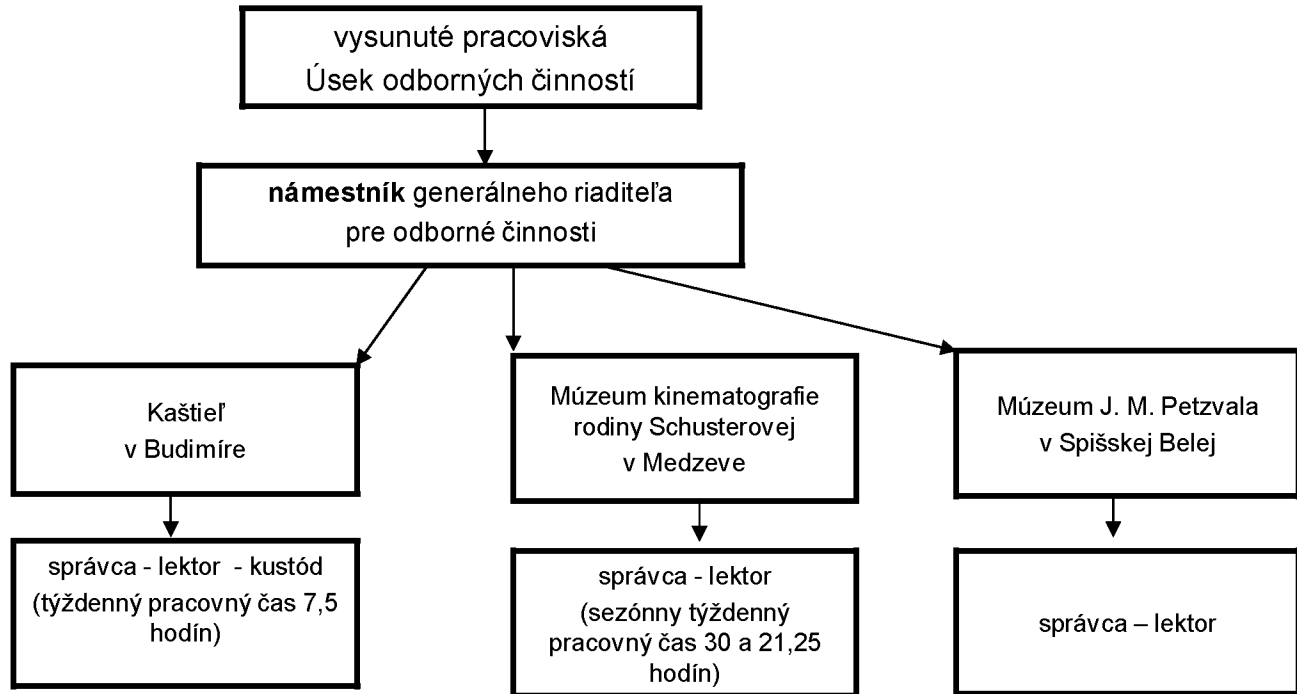 vysunuté pracoviská
Úsek odborných činností
námestník generálneho riaditeľa
pre odborné činnosti
Kaštieľ
v Budimíre
Múzeum kinematografie
rodiny Schusterovej
v Medzeve
Múzeum J. M. Petzvala
v Spišskej Belej
správca - lektor - kustód
(týždenný pracovný čas 7,5
hodín)
správca - lektor
(sezónny týždenný
pracovný čas 30 a 21,25
hodín)
správca – lektor